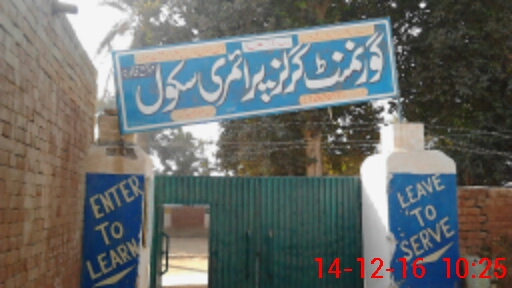 گورنمنٹ گرلز پرائمری سکول
ENTER
TO
LEARN
LEAVE
TO
SERVE
14-12-16 10:25